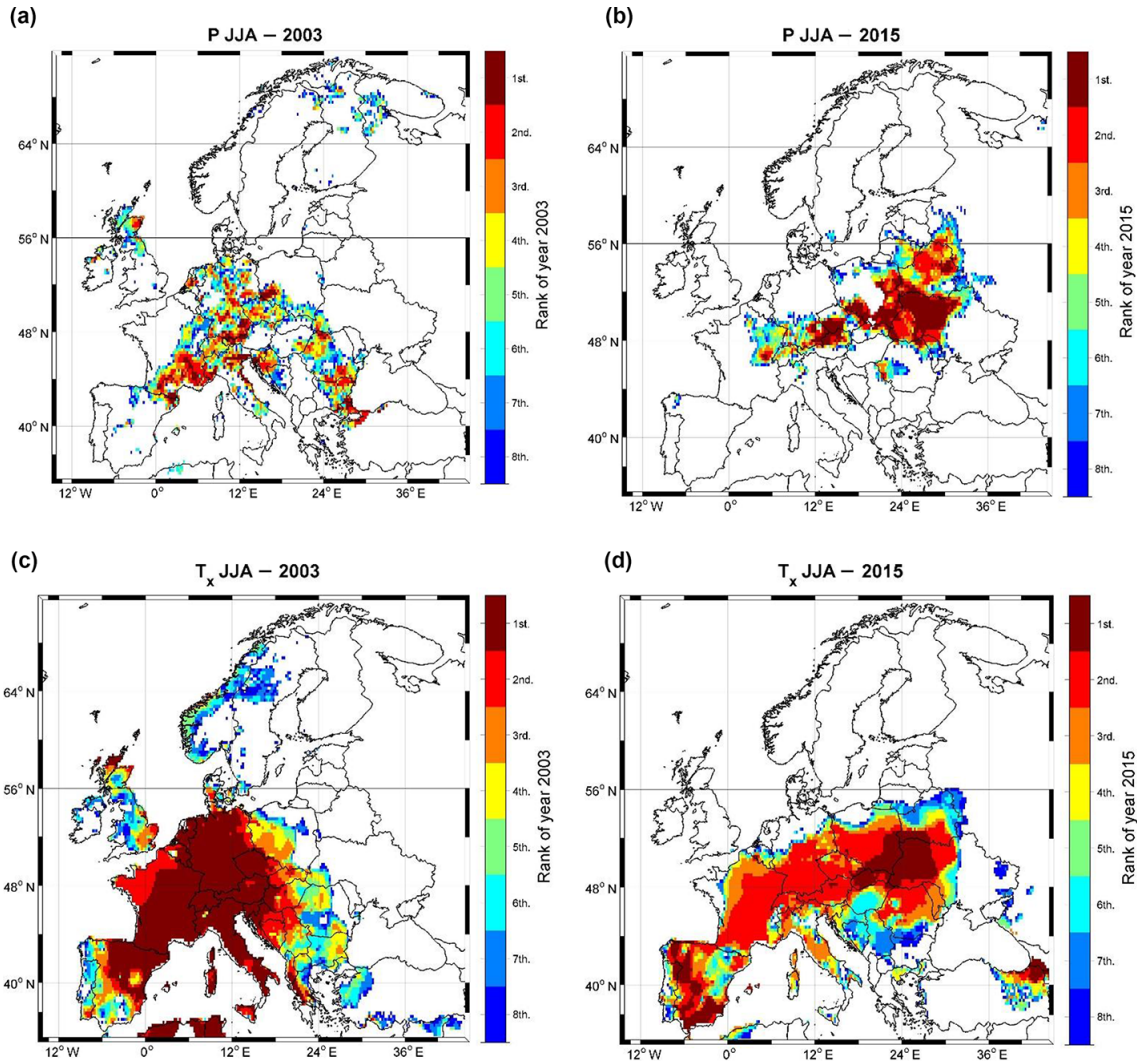 (a)
P JJA − 2003
64° N
56° N
48° N
40° N
12° W
0°
12° E
24° E
36° E
1st.
2nd.
3rd.
4th.
5th.
6th.
7th.
8th.
Rank of year 2003
(b)
P JJA − 2015
64° N
56° N
48° N
40° N
12° W
0°
12° E
24° E
36° E
1st.
2nd.
3rd.
4th.
5th.
6th.
7th.
8th.
Rank of year 2015
(c)
Tx JJA − 2003
64° N
56° N
48° N
40° N
12° W
0°
12° E
24° E
36° E
1st.
2nd.
3rd.
4th.
5th.
6th.
7th.
8th.
Rank of year 2003
(d)
Tx JJA − 2015
64° N
56° N
48° N
40° N
12° W
0°
12° E
24° E
36° E
1st.
2nd.
3rd.
4th.
5th.
6th.
7th.
8th.
Rank of year 2015